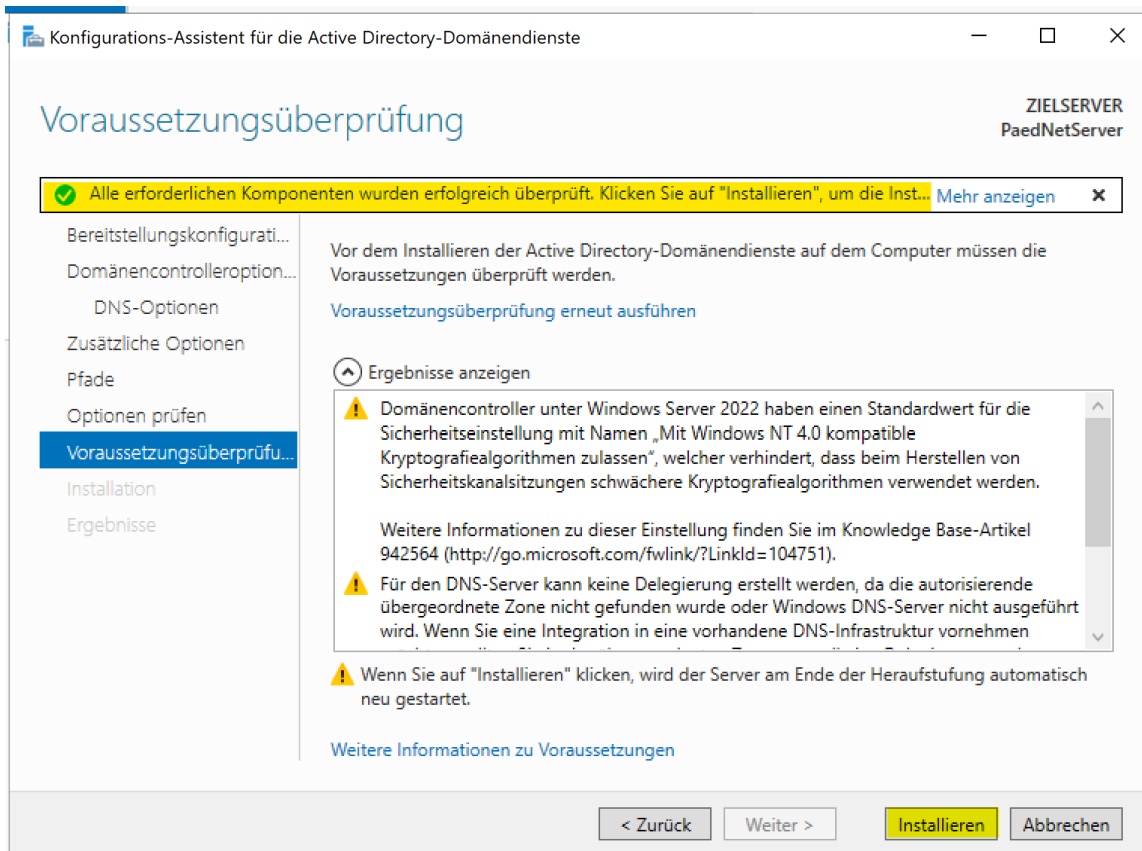 Konfigurations-Assistent für die Active Directory-Domänendienste
Voraussetzungsüberprüfung
ZIELSERVER
PaedNetServer
Alle erforderlichen Komponenten wurden erfolgreich überprüft. Klicken Sie auf "Installieren", um die Inst... Mehr anzeigen
Bereitstellungskonfigurati...
Domänencontrolleroption...
DNS-Optionen
Zusätzliche Optionen
Pfade
Optionen prüfen
Voraussetzungsüberprüfu...
Installation
Ergebnisse
Vor dem Installieren der Active Directory-Domänendienste auf dem Computer müssen die
Voraussetzungen überprüft werden.
Voraussetzungsüberprüfung erneut ausführen
Ergebnisse anzeigen
Domänencontroller unter Windows Server 2022 haben einen Standardwert für die
Sicherheitseinstellung mit Namen „Mit Windows NT 4.0 kompatible
Kryptografiealgorithmen zulassen“, welcher verhindert, dass beim Herstellen von
Sicherheitskanalsitzungen schwächere Kryptografiealgorithmen verwendet werden.
Weitere Informationen zu dieser Einstellung finden Sie im Knowledge Base-Artikel
942564 (http://go.microsoft.com/fwlink/?LinkId=104751).
Für den DNS-Server kann keine Delegierung erstellt werden, da die autorisierende
übergeordnete Zone nicht gefunden wurde oder Windows DNS-Server nicht ausgeführt
wird. Wenn Sie eine Integration in eine vorhandene DNS-Infrastruktur vornehmen
Wenn Sie auf "Installieren" klicken, wird der Server am Ende der Heraufstufung automatisch
neu gestartet.
Weitere Informationen zu Voraussetzungen
< Zurück
Weiter >
Installieren
Abbrechen